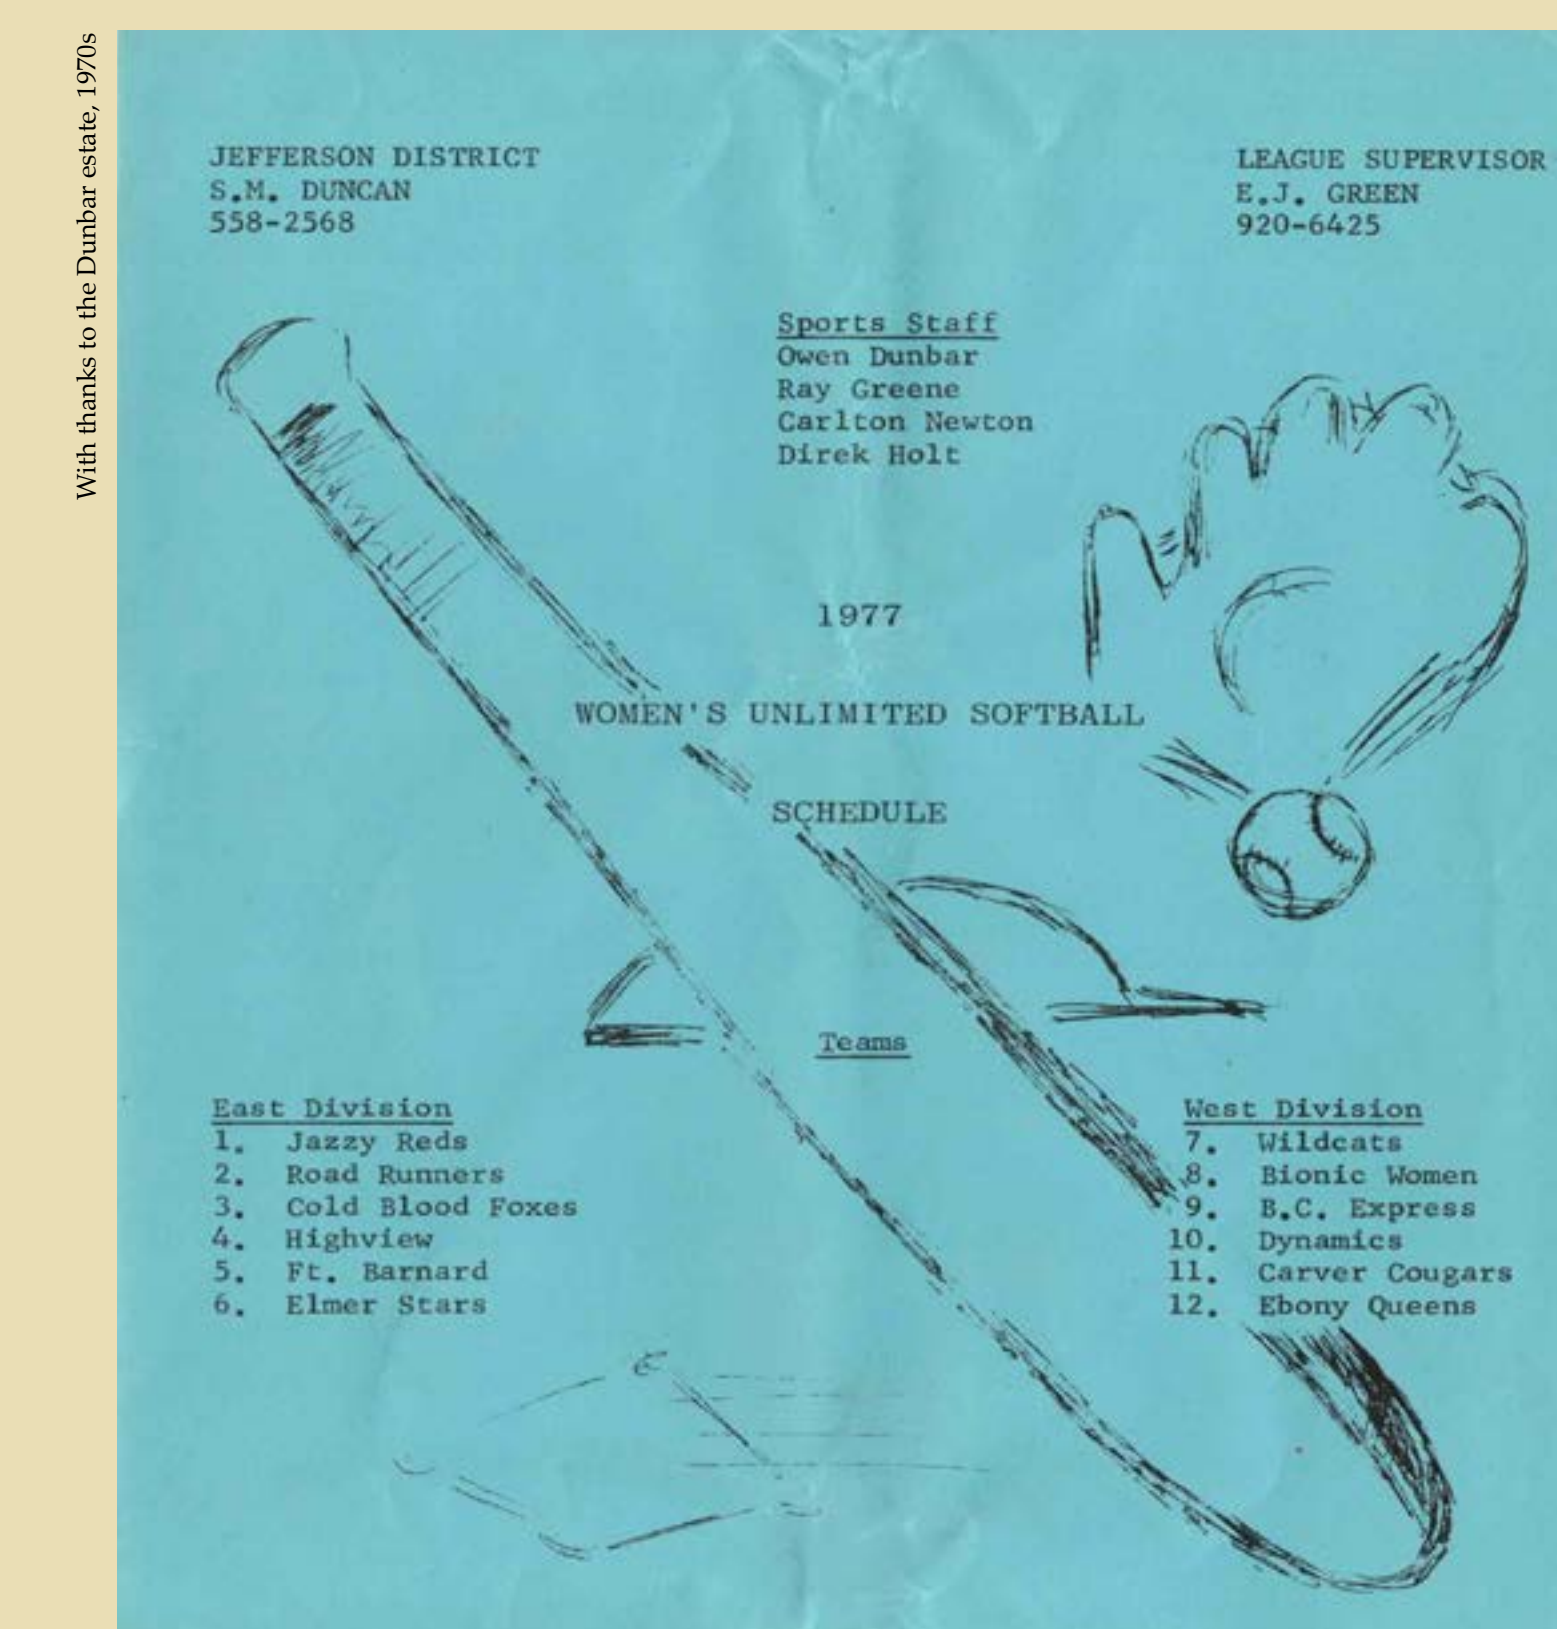 With thanks to the Dunbar estate, 1970s
JEFFERSON DISTRICT
S.M. DUNCAN
558-2568
LEAGUE SUPERVISOR
E.J. GREEN
920-6425
Sports Staff
Owen Dunbar
Ray Greene
Carlton Newton
Direk Holt
1977
WOMEN'S UNLIMITED SOFTBALL
SCHEDULE
Teams
East Division
1. Jazzy Reds
2. Road Runners
3. Cold Blood Foxes
4. Highview
5. Ft. Barnard
6. Elmer Stars
West Division
7. Wildcats
8. Bionic Women
9. B.C. Express
10. Dynamics
11. Carver Cougars
12. Ebony Queens